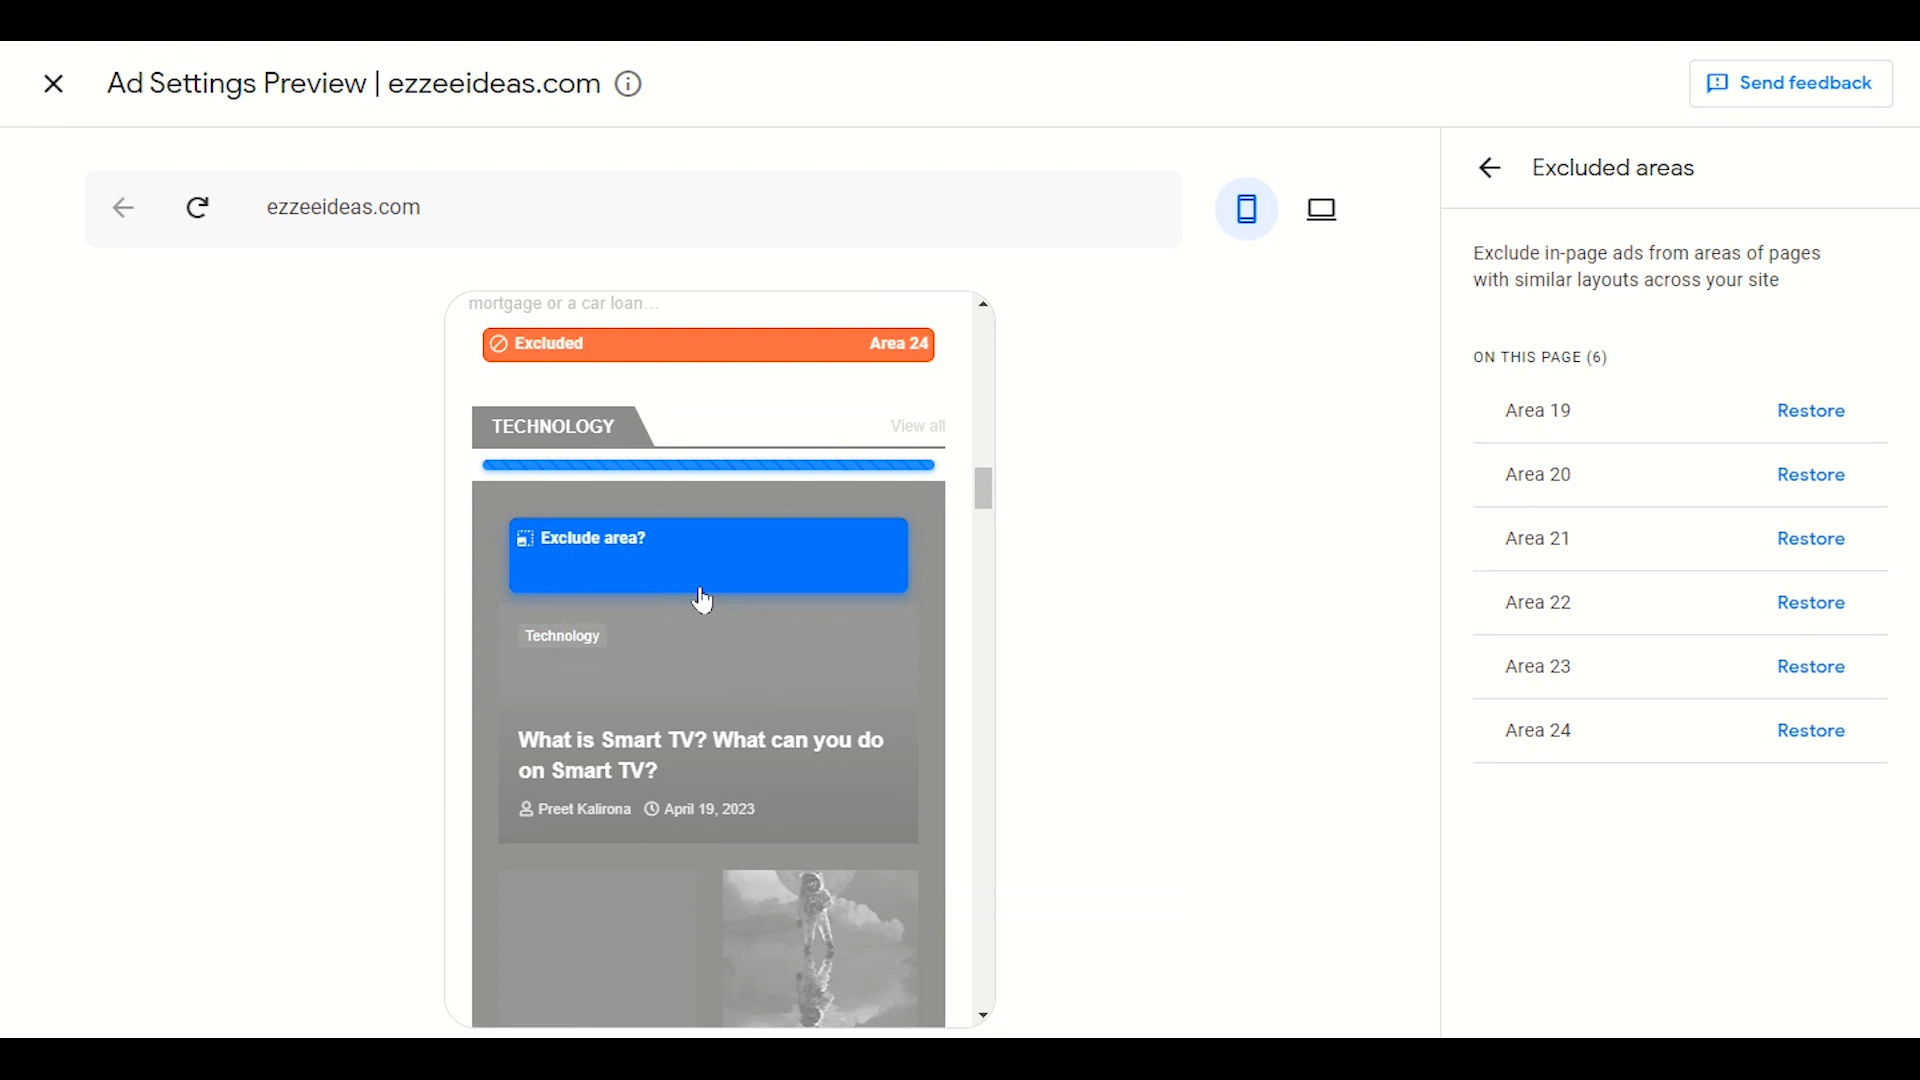 Ad Settings Preview | ezzeeideas.com
Send feedback
ezzeeideas.com
mortgage or a car loan...
Excluded Area 24
TECHNOLOGY View all
Exclude area?
Technology
What is Smart TV? What can you do
on Smart TV?
Preet Kalirona April 19, 2023
Excluded areas
Exclude in-page ads from areas of pages
with similar layouts across your site
ON THIS PAGE (6)
Area 19 Restore
Area 20 Restore
Area 21 Restore
Area 22 Restore
Area 23 Restore
Area 24 Restore